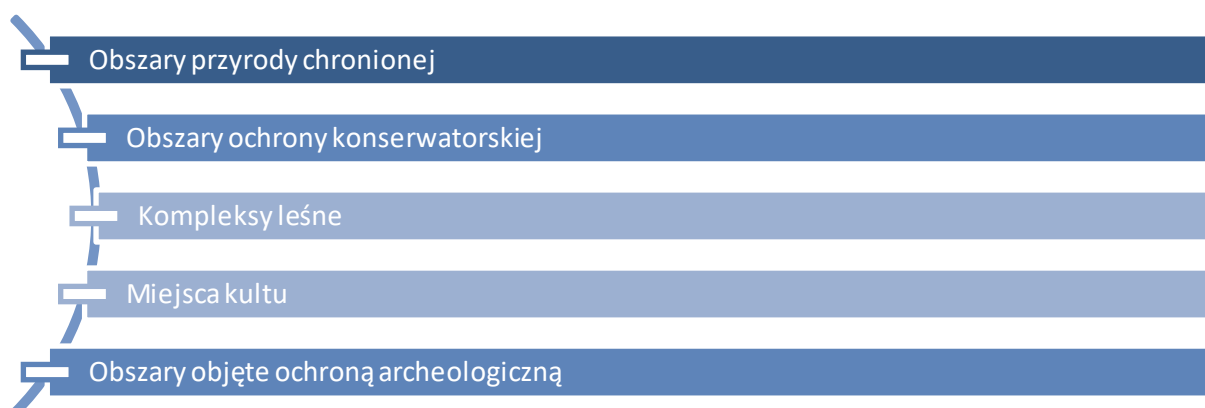 Obszary przyrody chronionej
Obszary ochrony konserwatorskiej
Kompleksy leśne
Miejsca kultu
Obszary objęte ochroną archeologiczną